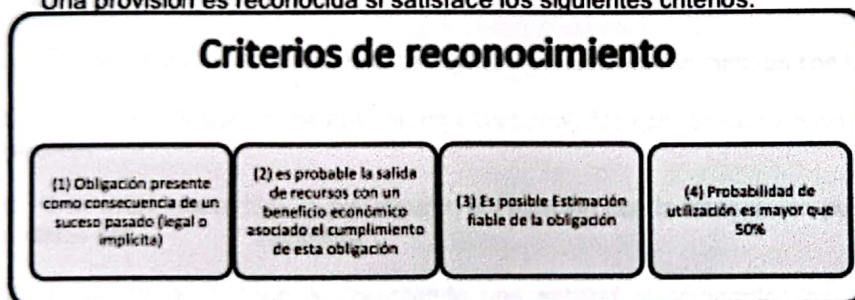 Una provisión es reconocida si satisface los siguientes criterios:
Criterios de reconocimiento
(1) Obligación presente
como consecuencia de un
suceso pasado (legal o
implícita)
(2) es probable la salida
de recursos con un
beneficio económico
asociado el cumplimiento
de esta obligación
(3) Es posible Estimación
fiable de la obligación
(4) Probabilidad de
utilización es mayor que
50%